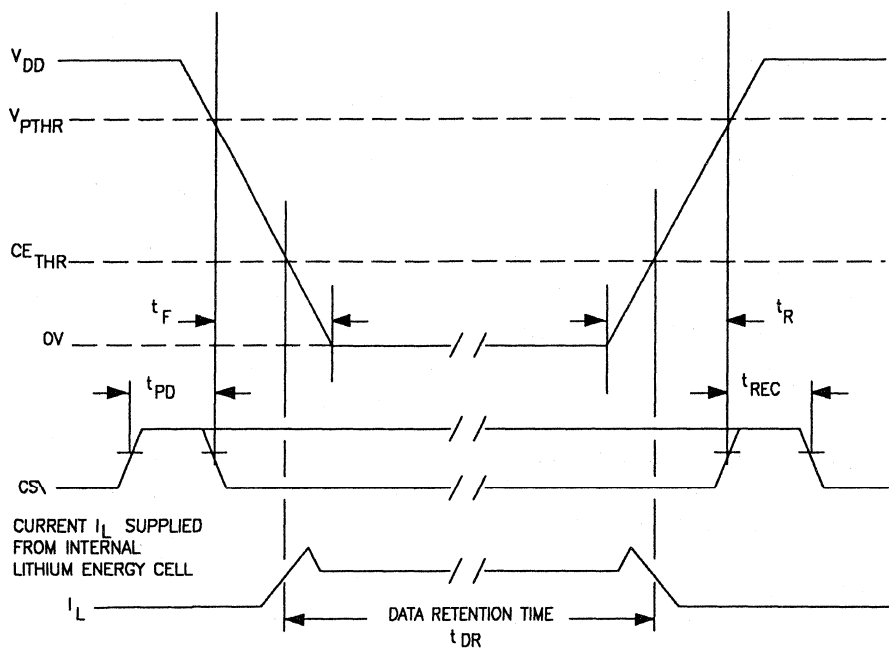 VDD
VPTHR
CETHR
tF
tR
0V
tPD
tREC
CS\
CURRENT IL SUPPLIED
FROM INTERNAL
LITHIUM ENERGY CELL
IL
DATA RETENTION TIME
tDR